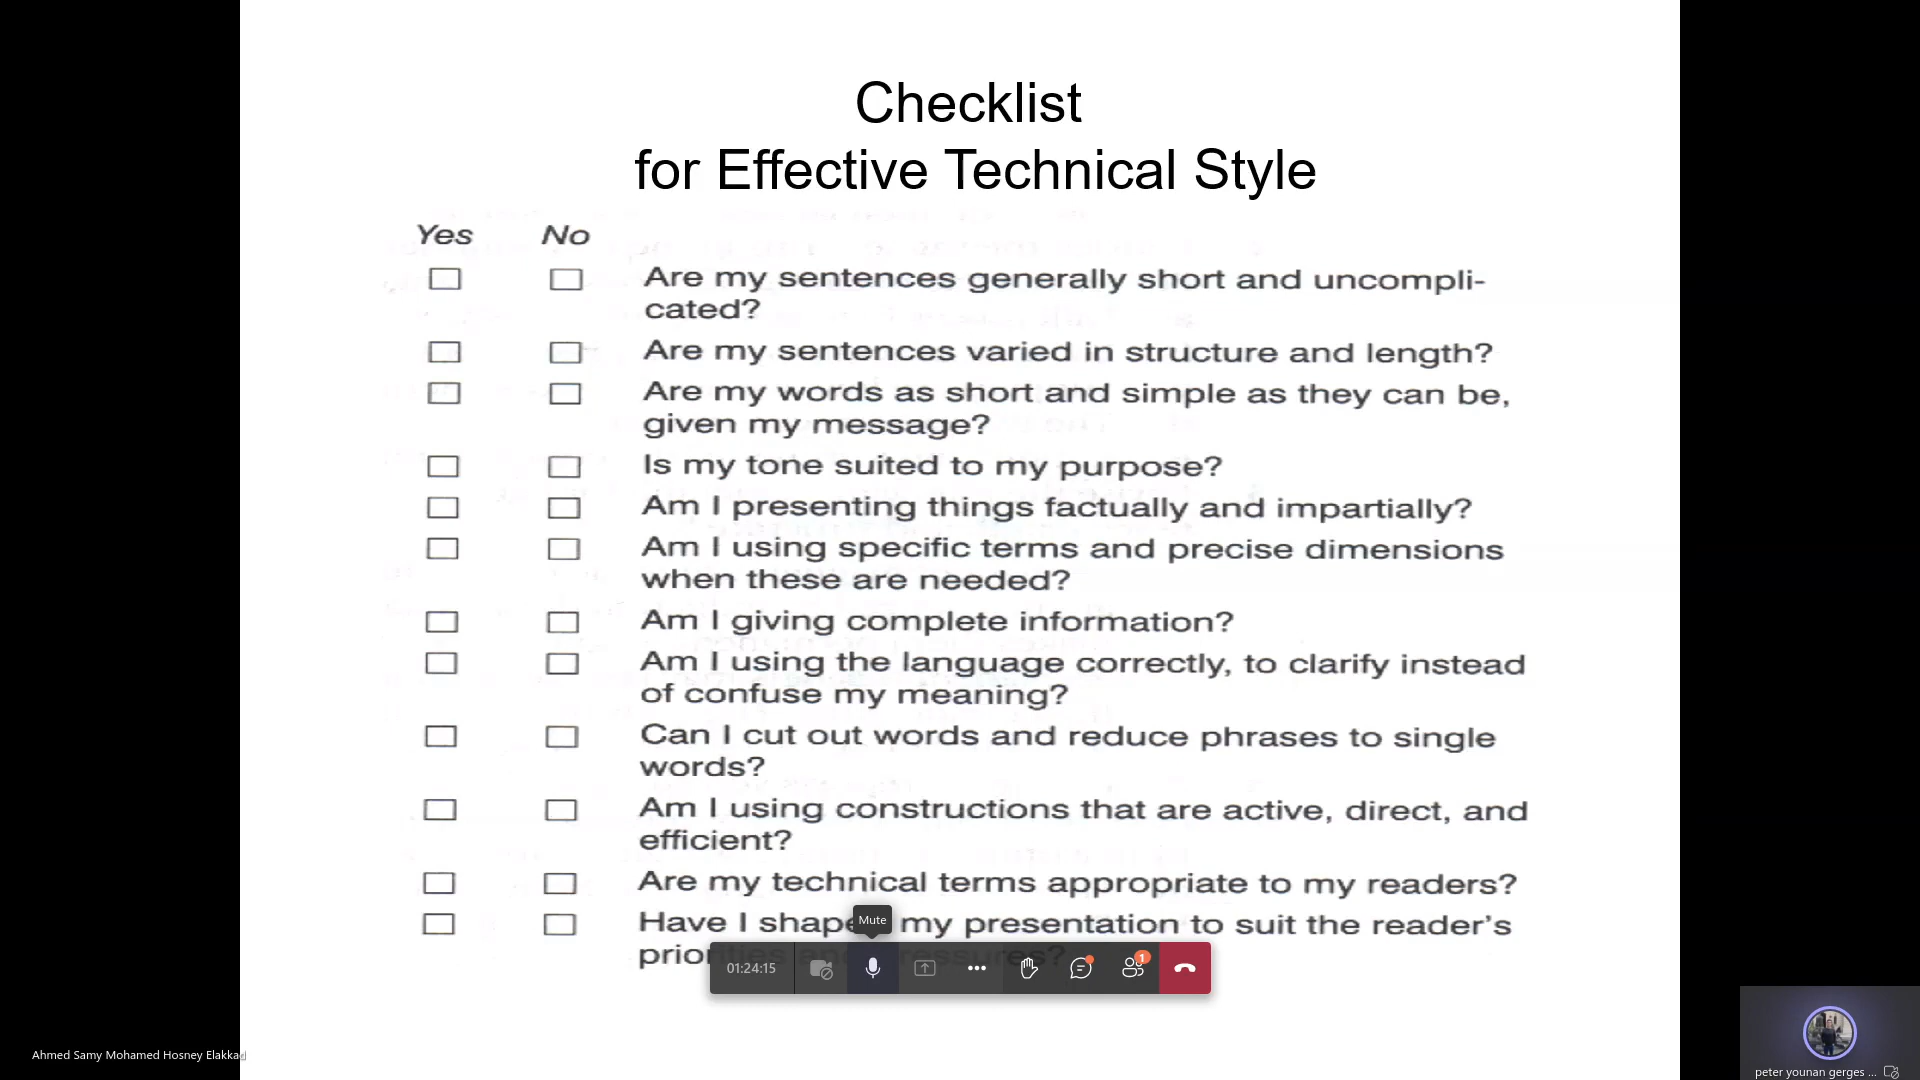 Checklist
for Effective Technical Style
Yes No
Are my sentences generally short and uncompli-
cated?
Are my sentences varied in structure and length?
Are my words as short and simple as they can be,
given my message?
Is my tone suited to my purpose?
Am I presenting things factually and impartially?
Am I using specific terms and precise dimensions
when these are needed?
Am I giving complete information?
Am I using the language correctly, to clarify instead
of confuse my meaning?
Can I cut out words and reduce phrases to single
words?
Am I using constructions that are active, direct, and
efficient?
Are my technical terms appropriate to my readers?
Have I shaped my presentation to suit the reader's
priorities and pressures?
Mute
01:24:15
1
Ahmed Samy Mohamed Hosney Elakkad
peter younan gerges ...